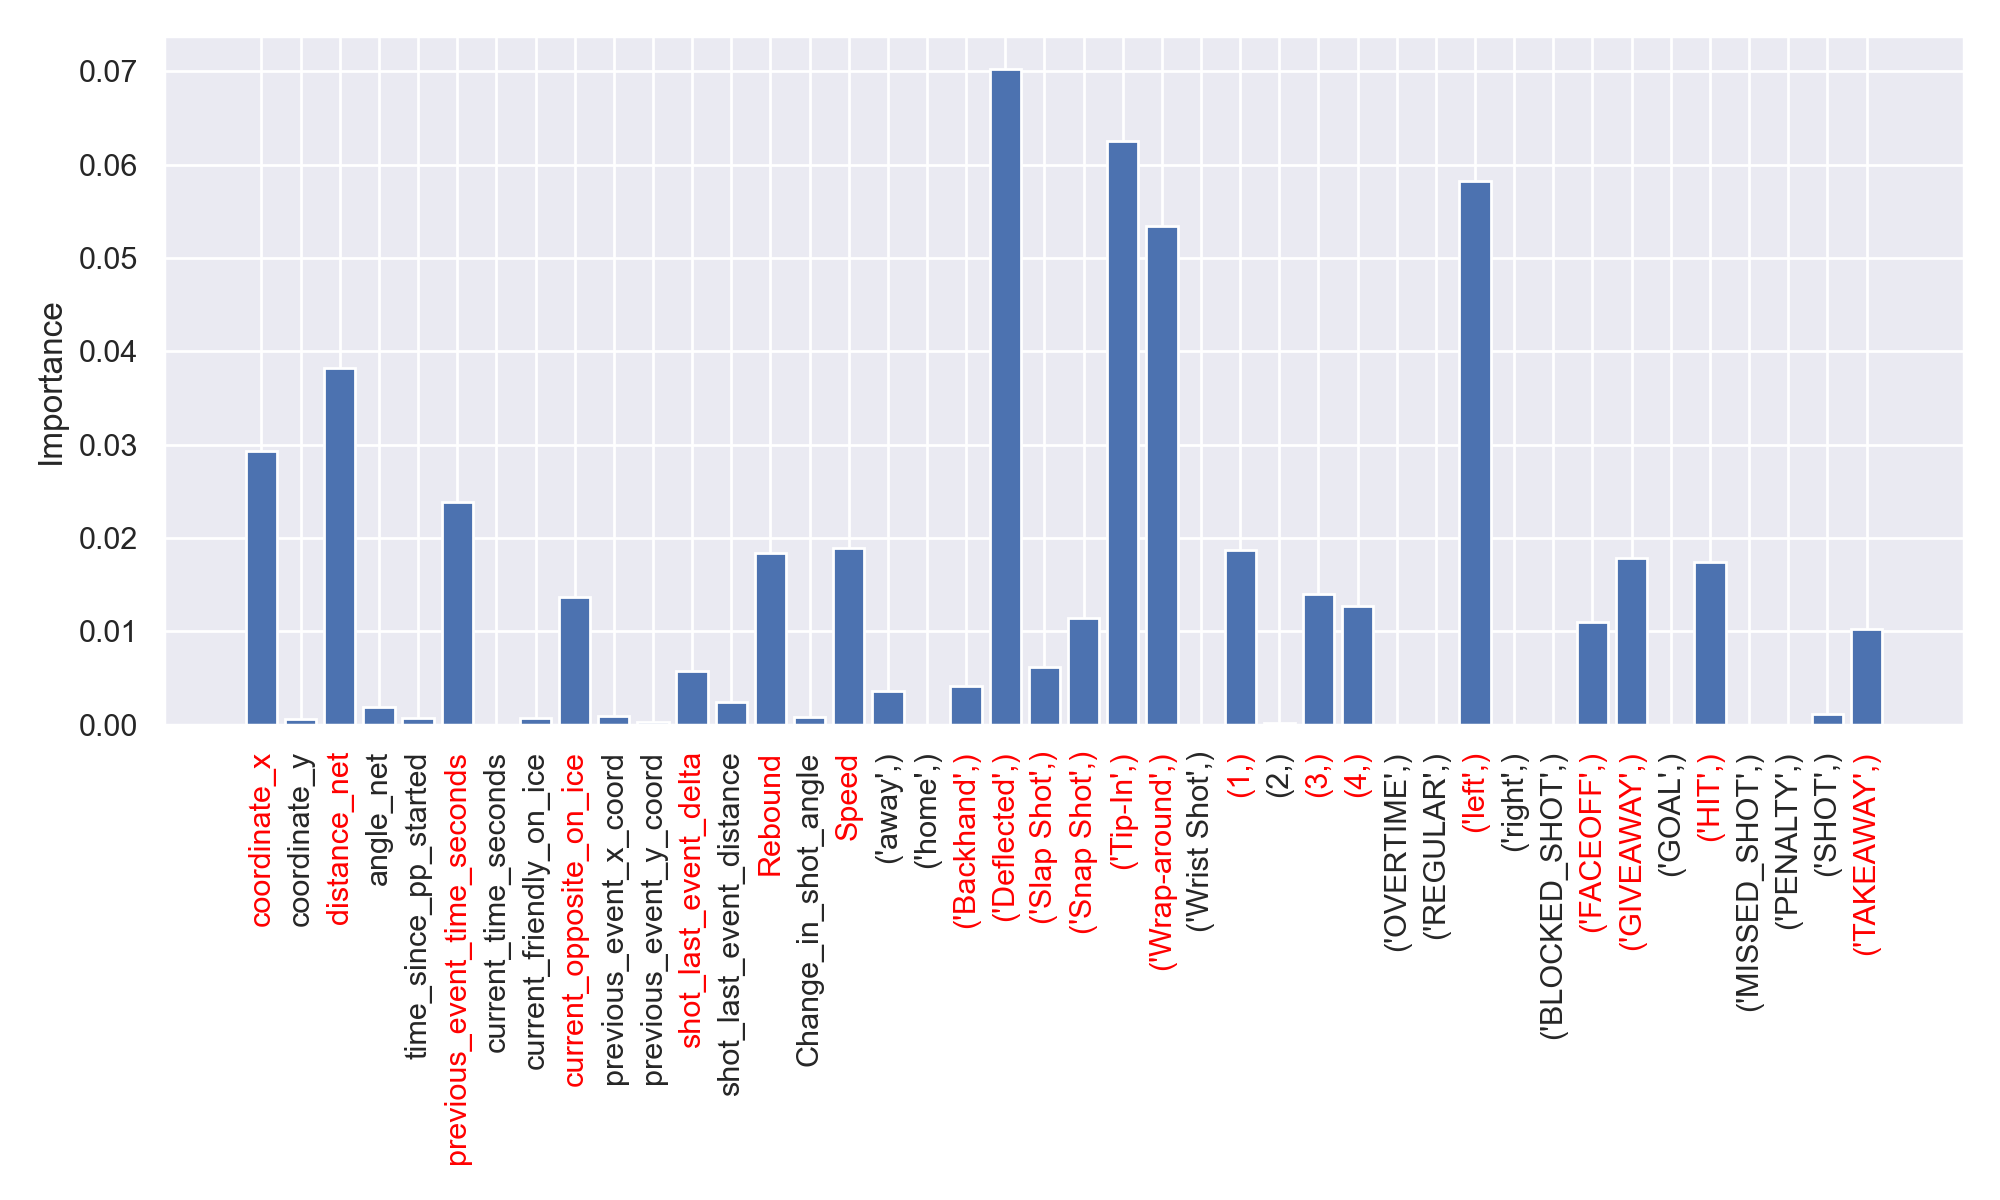 0.07
0.06
0.05
0.04
0.03
0.02
0.01
0.00
Importance
coordinate_x
coordinate_y
distance_net
angle_net
time_since_pp_started
previous_event_time_seconds
current_time_seconds
current_friendly_on_ice
current_opposite_on_ice
previous_event_x_coord
previous_event_y_coord
shot_last_event_delta
shot_last_event_distance
Rebound
Change_in_shot_angle
Speed
('away',)
('home',)
('Backhand',)
('Deflected',)
('Slap Shot',)
('Snap Shot',)
('Tip-In',)
('Wrap-around',)
('Wrist Shot',)
(1,)
(2,)
(3,)
(4,)
('OVERTIME',)
('REGULAR',)
('left',)
('right',)
('BLOCKED_SHOT',)
('FACEOFF',)
('GIVEAWAY',)
('GOAL',)
('HIT',)
('MISSED_SHOT',)
('PENALTY',)
('SHOT',)
('TAKEAWAY',)